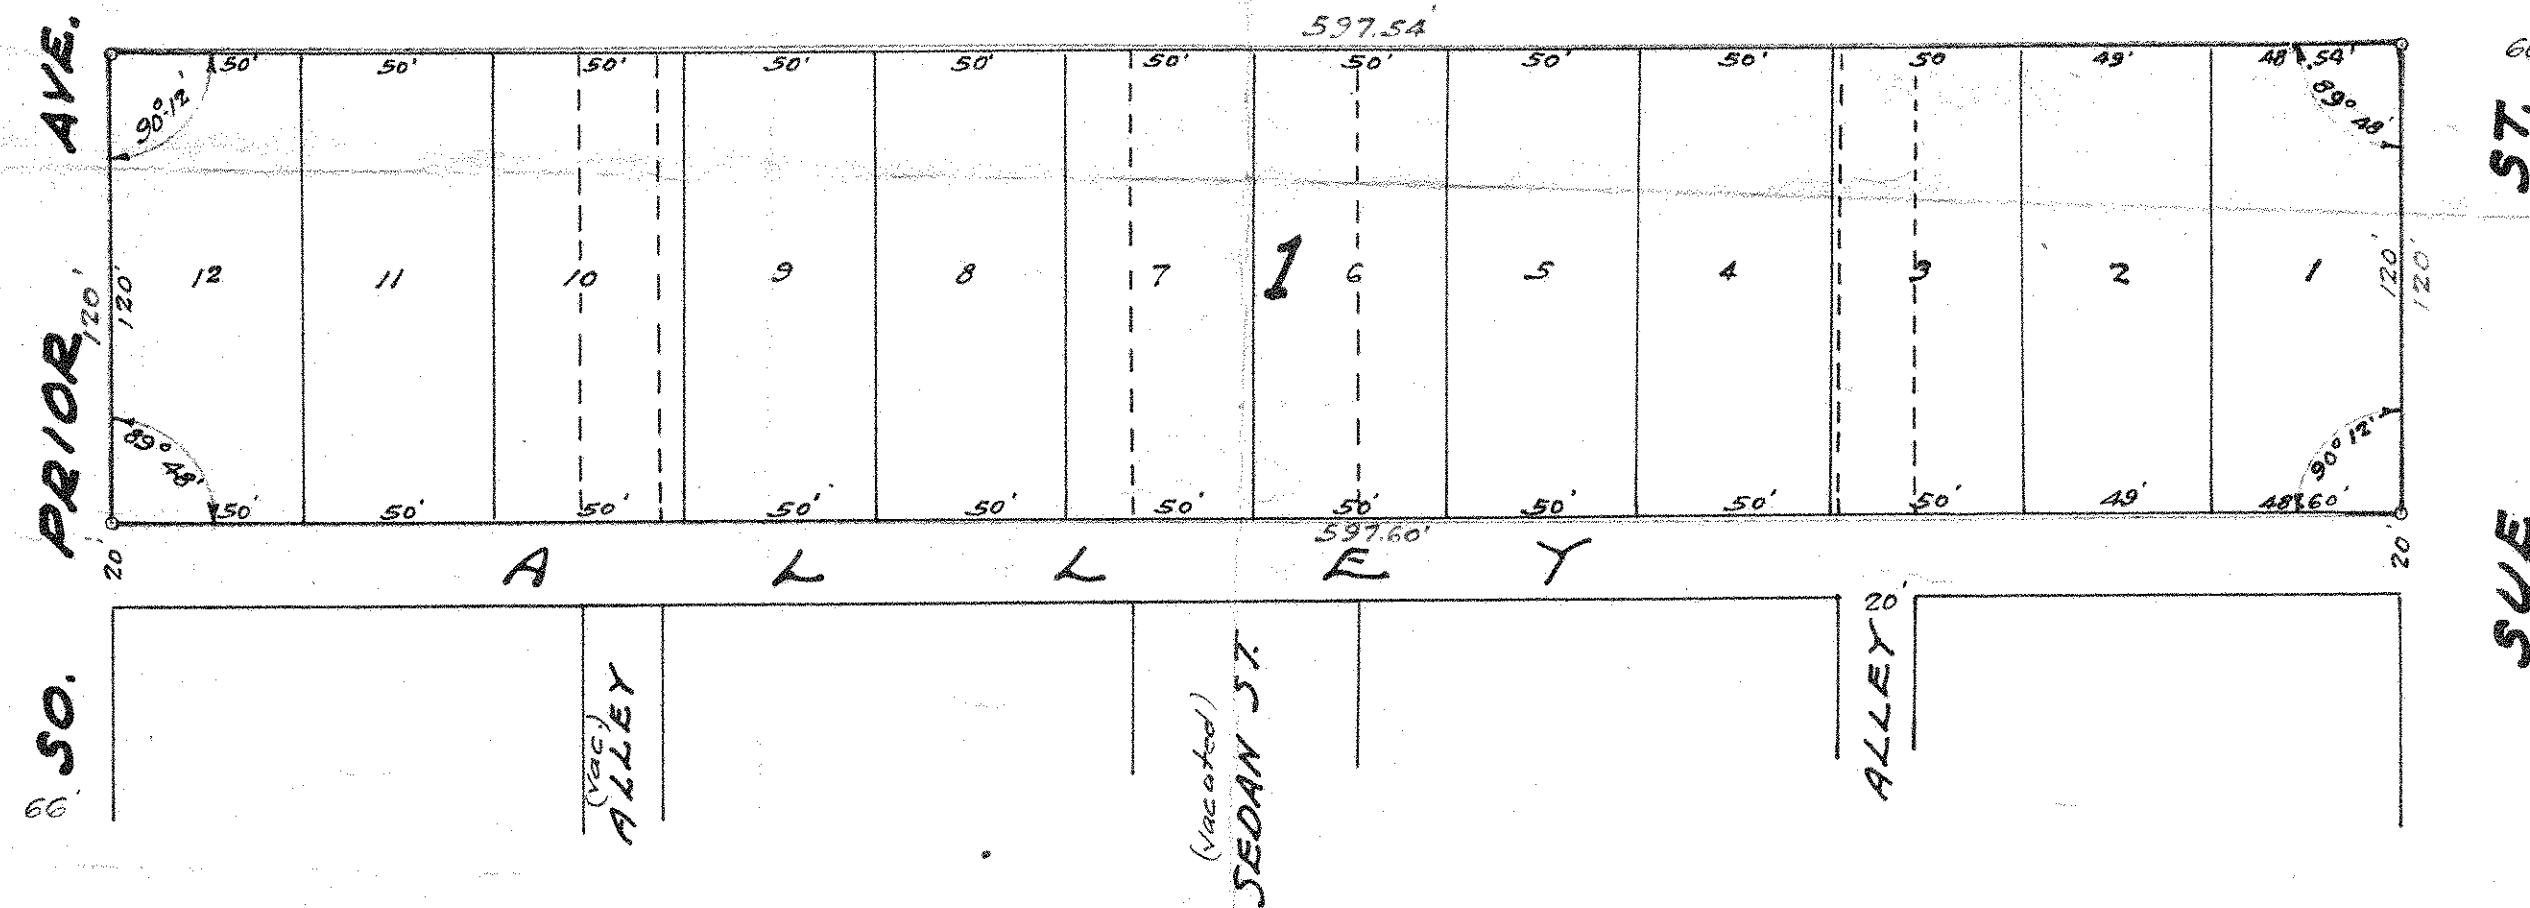 597.54'
50' 50' 50' 50' 50' 50' 50' 50' 50' 50 49' 48.54'
90°-12'
89° 48'
SO. PRIOR AVE.
SUE ST.
120'
120'
12 11 10 9 8 7 1 6 5 4 3 2 1
120'
120'
89° 48'
90° 12'
50' 50' 50' 50' 50' 50' 50' 50' 50' 50' 49' 48.60'
597.60'
20'
ALLEY
20'
20'
(vac.)
ALLEY
(vacated)
SEDAN ST.
ALLEY
66'